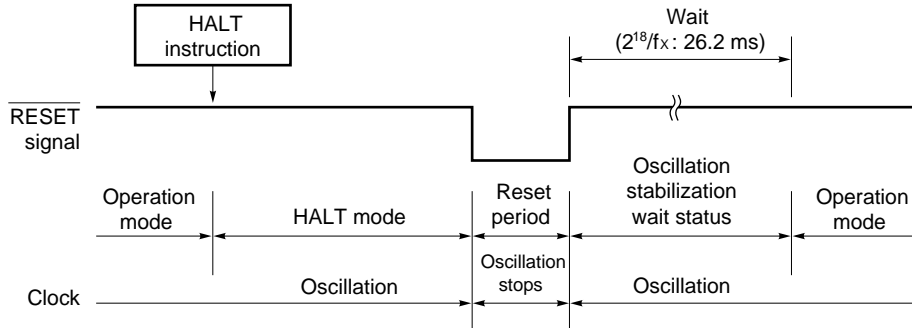 HALT
instruction
Wait
(2¹⁸/fx: 26.2 ms)
RESET
signal
Operation
mode
HALT mode
Reset
period
Oscillation
stabilization
wait status
Operation
mode
Clock
Oscillation
Oscillation
stops
Oscillation